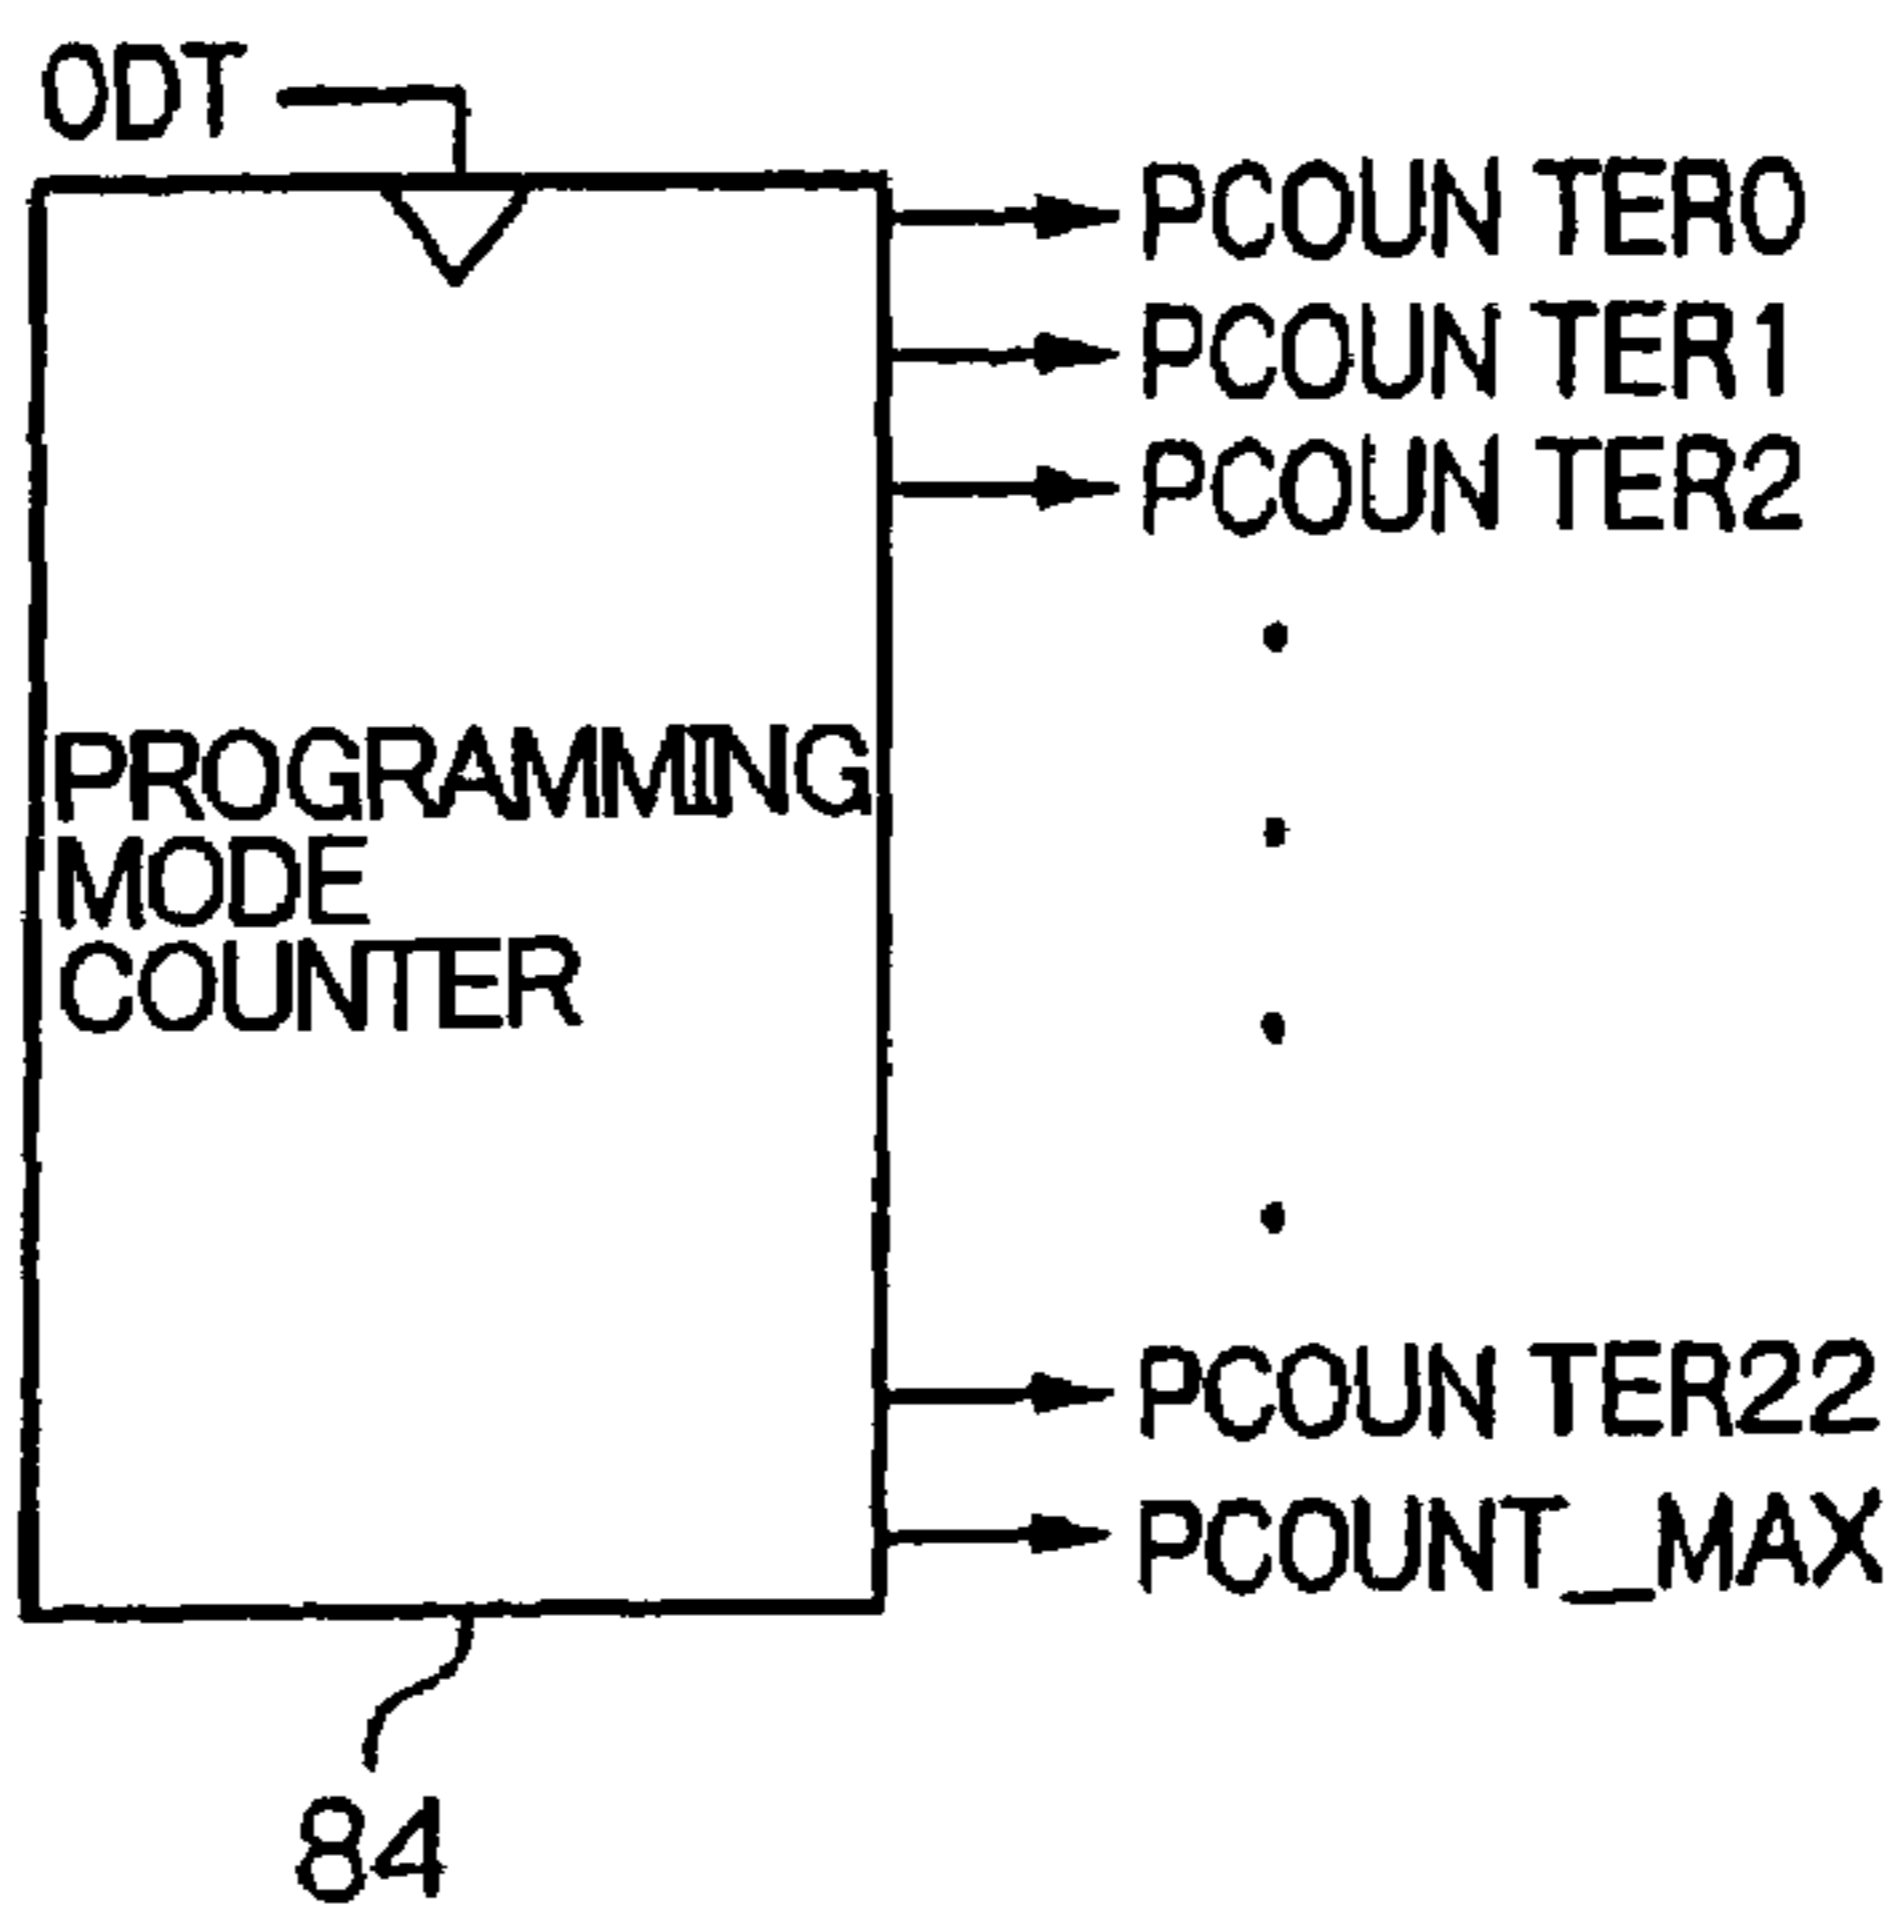 ODT
PCOUN TER0
PCOUN TER1
PCOUN TER2
PROGRAMMING
MODE
COUNTER
PCOUN TER22
PCOUNT_MAX
84